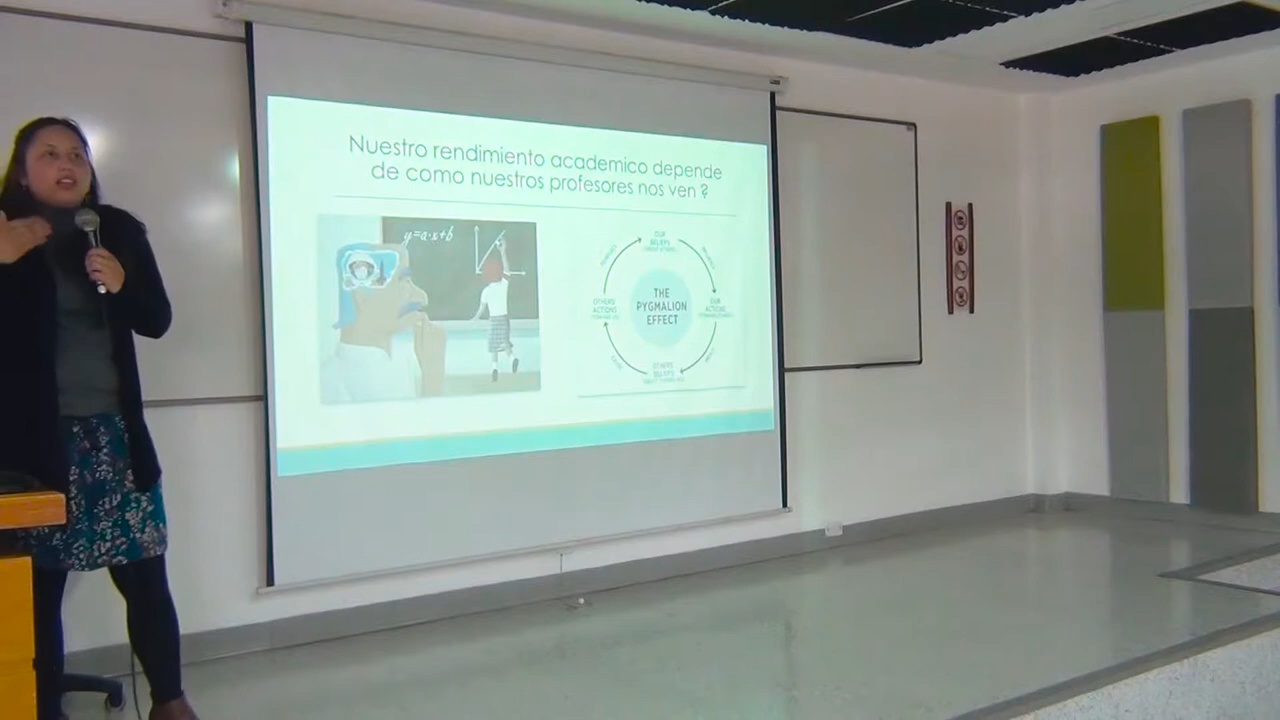 Nuestro rendimiento academico depende
de como nuestros profesores nos ven ?
y=a·x+b
OUR
BELIEFS
OUR
ACTIONS
OTHERS'
BELIEFS
OTHERS'
ACTIONS
THE
PYGMALION
EFFECT